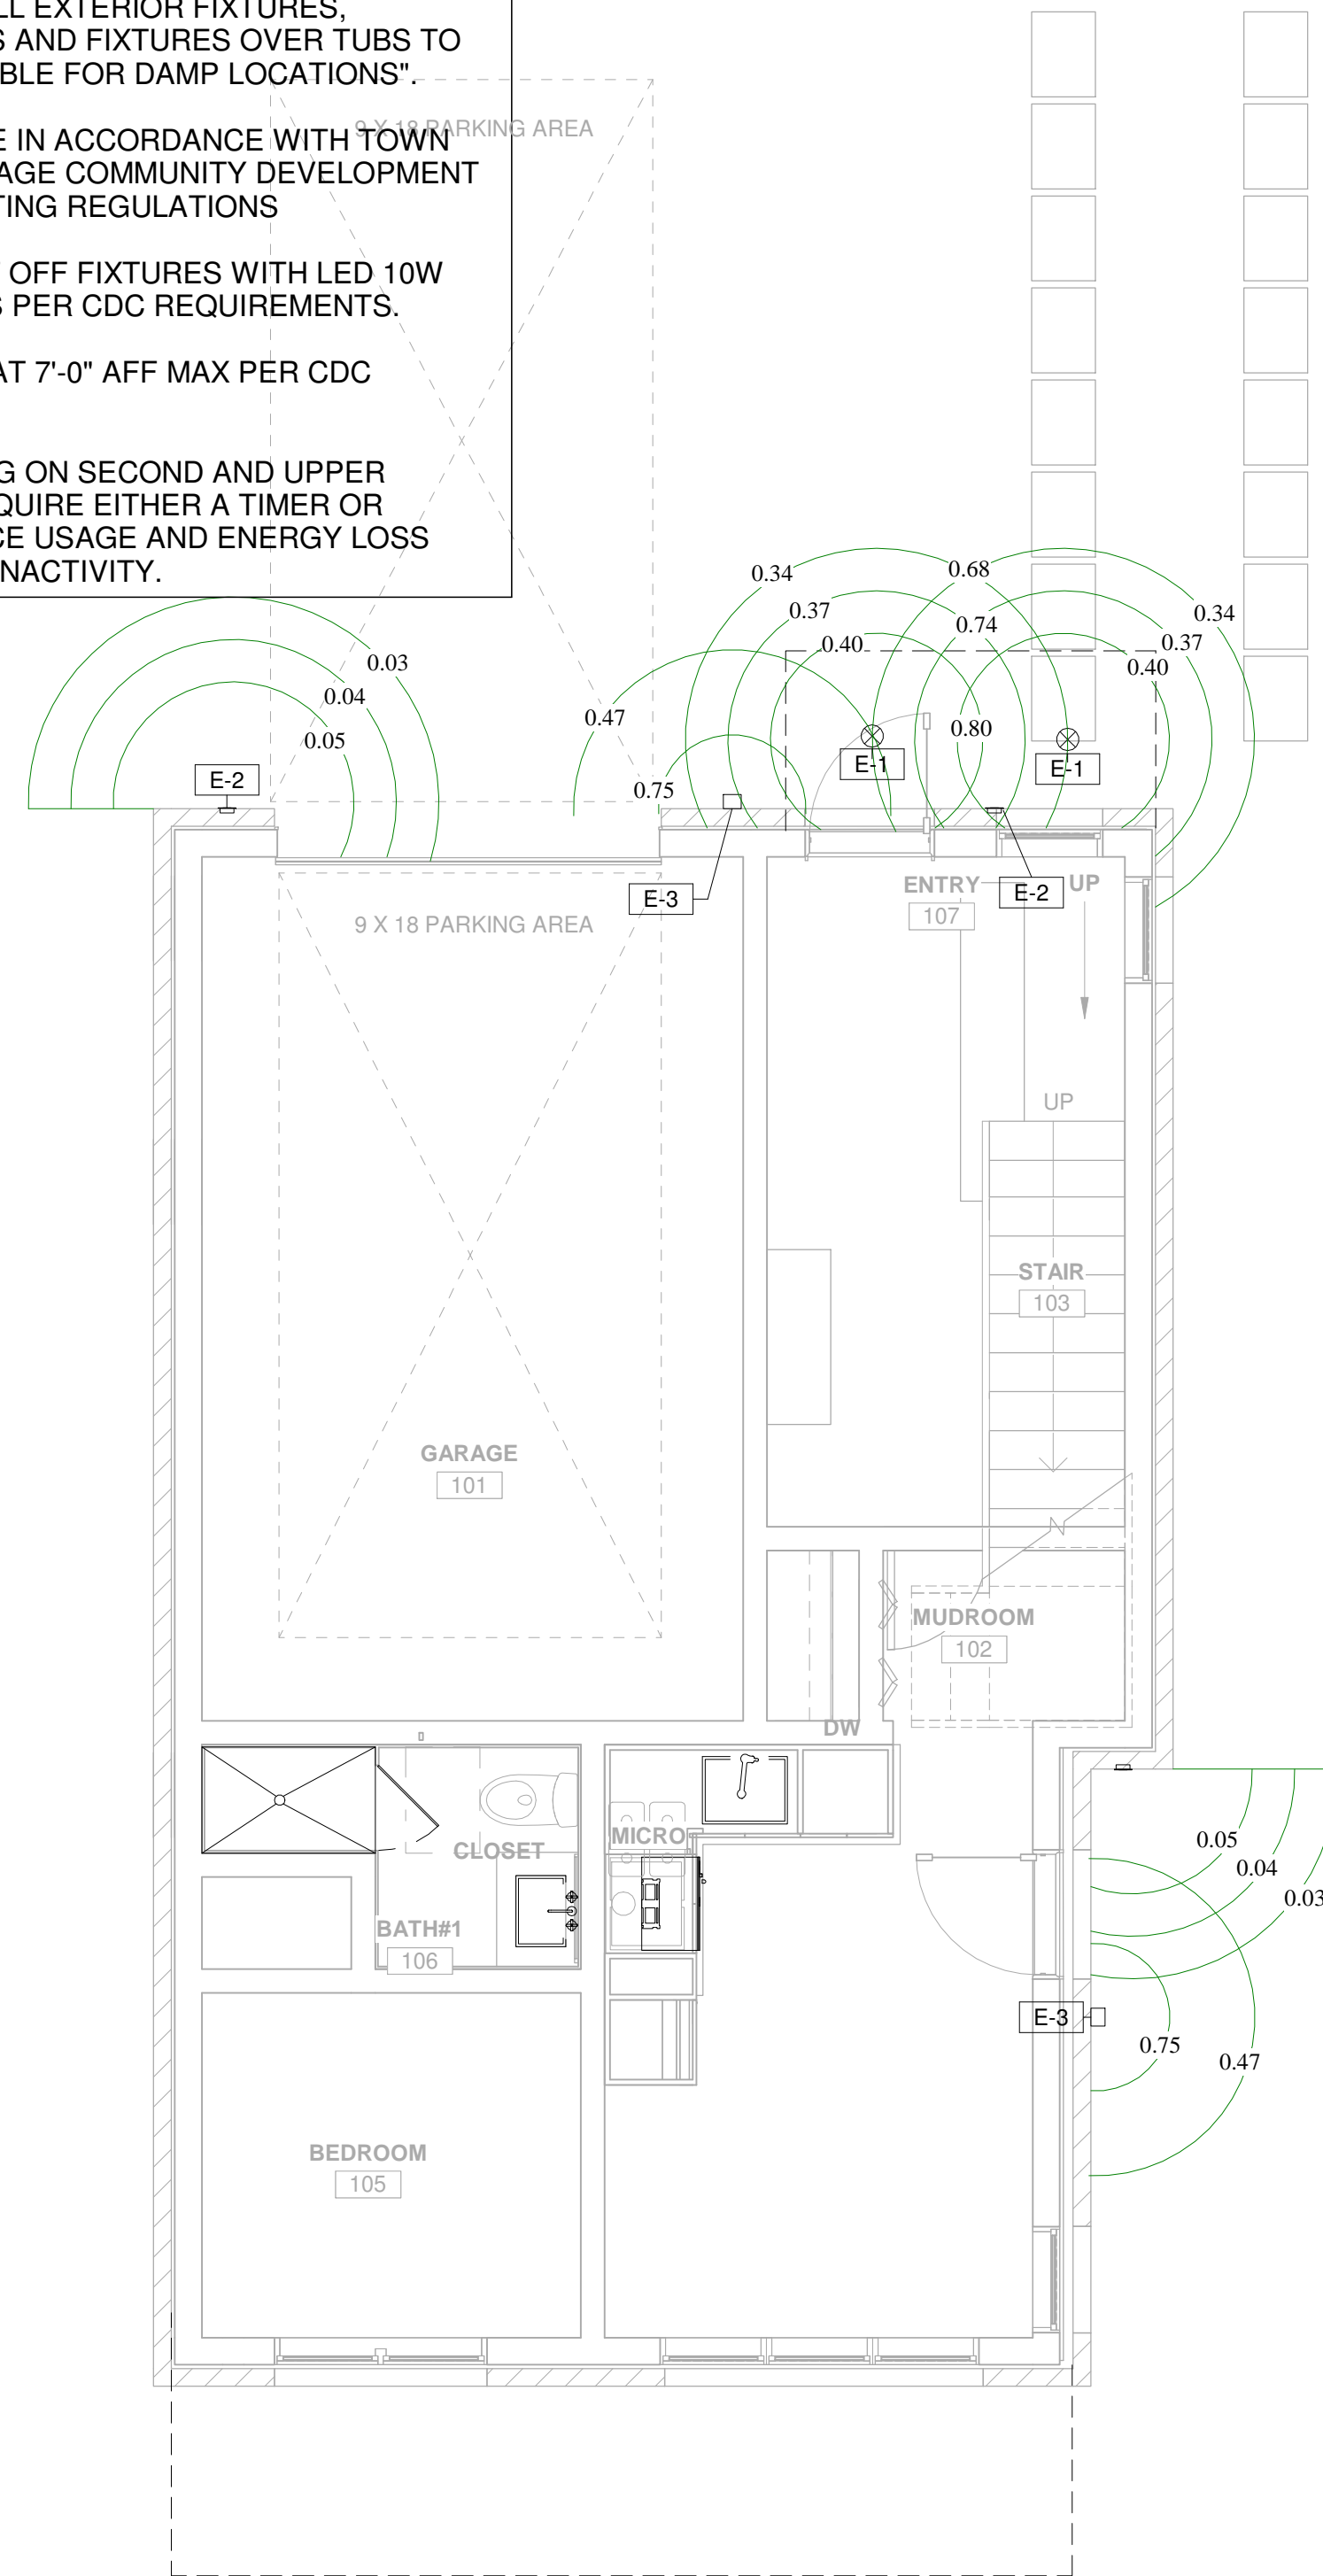 LL EXTERIOR FIXTURES,
S AND FIXTURES OVER TUBS TO
ABLE FOR DAMP LOCATIONS".
E IN ACCORDANCE WITH TOWN
AGE COMMUNITY DEVELOPMENT
TING REGULATIONS
OFF FIXTURES WITH LED 10W
S PER CDC REQUIREMENTS.
AT 7'-0" AFF MAX PER CDC
G ON SECOND AND UPPER
QUIRE EITHER A TIMER OR
CE USAGE AND ENERGY LOSS
INACTIVITY.
9 X 18 PARKING AREA
0.34
0.68
0.37
0.34
0.74
0.40
0.37
0.03
0.40
0.04
0.47
0.80
0.05
E-1
E-1
E-2
0.75
ENTRY
107
E-2
UP
E-3
9 X 18 PARKING AREA
UP
STAIR
103
GARAGE
101
MUDROOM
102
DW
MICRO
CLOSET
0.05
0.04
0.03
BATH#1
106
E-3
0.75
0.47
BEDROOM
105